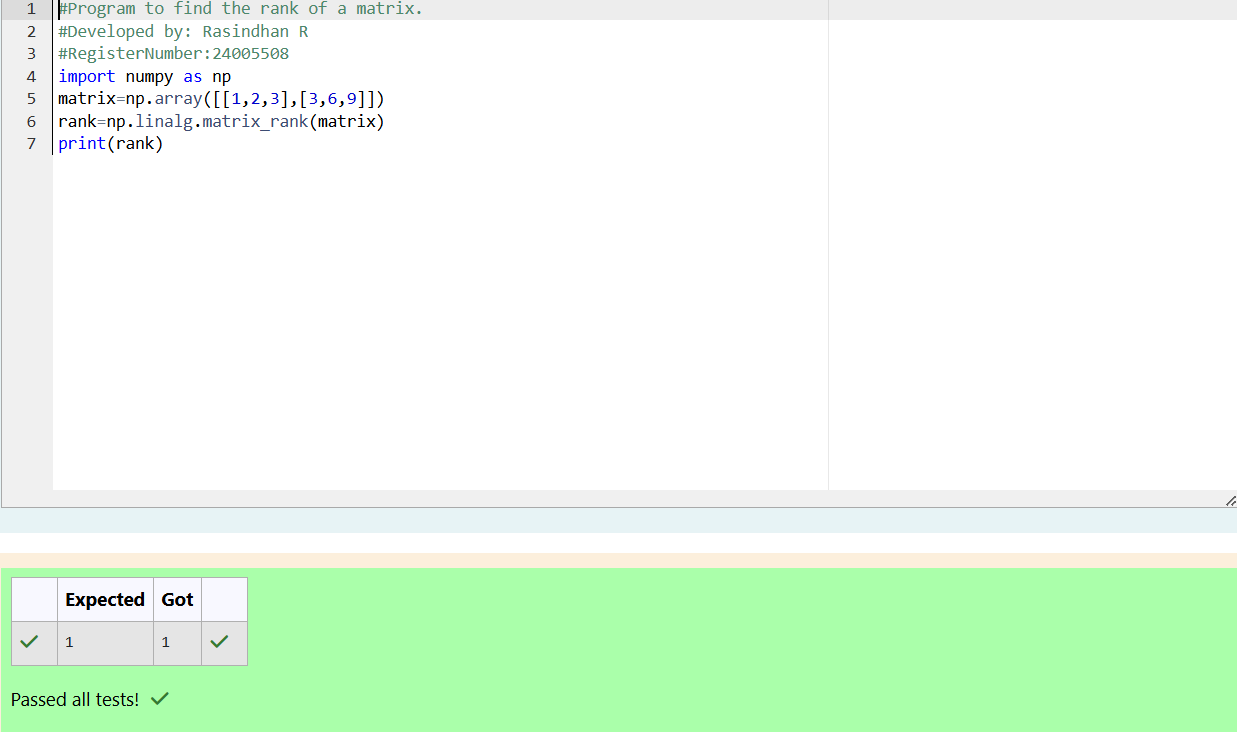 1 #Program to find the rank of a matrix.
2 #Developed by: Rasindhan R
3 #RegisterNumber:24005508
4 import numpy as np
5 matrix=np.array([[1,2,3],[3,6,9]])
6 rank=np.linalg.matrix_rank(matrix)
7 print(rank)
Expected Got
1 1
Passed all tests!